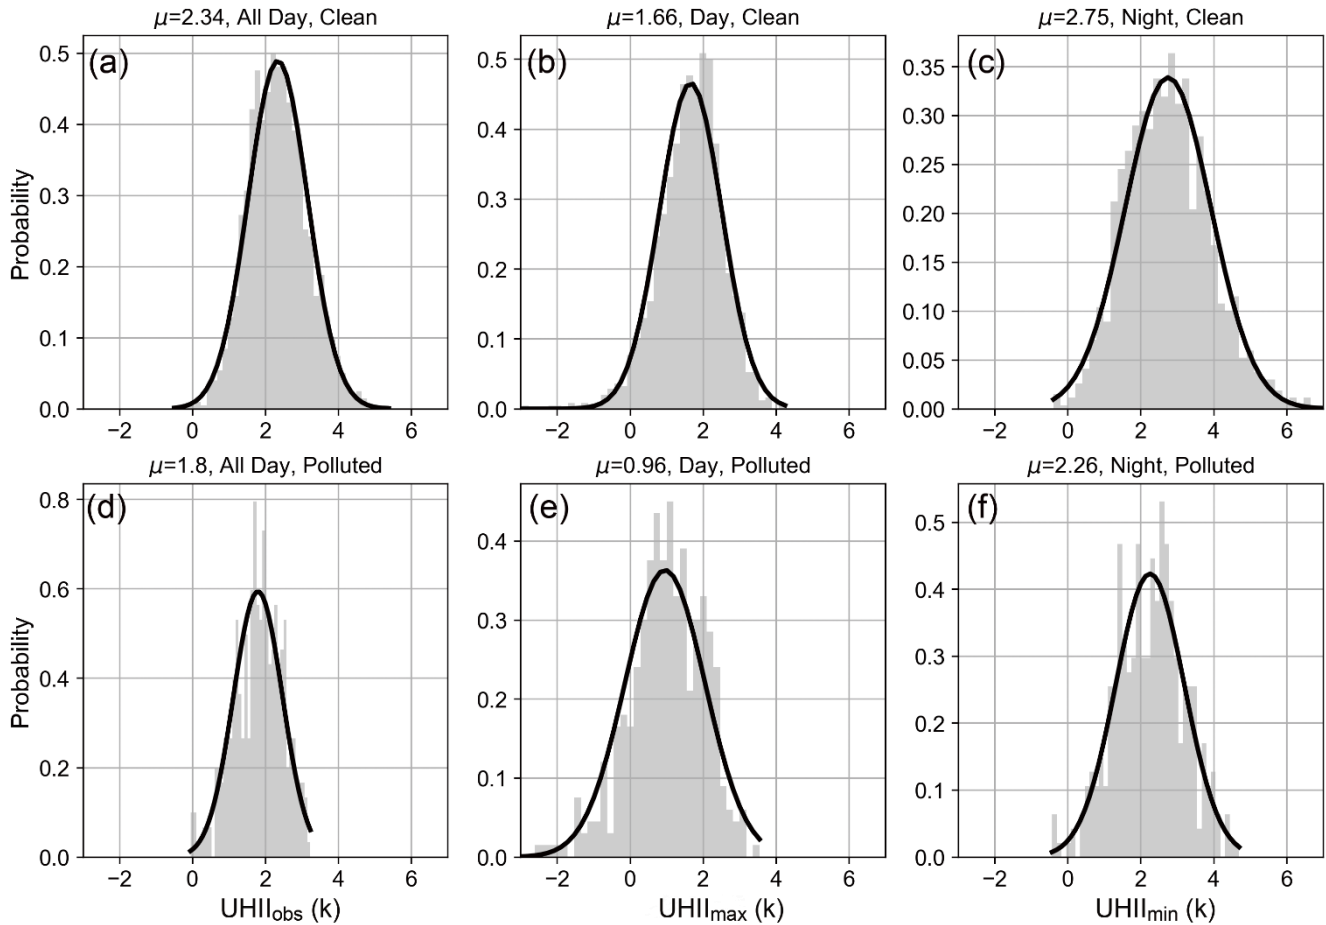 μ=2.34, All Day, Clean
μ=1.66, Day, Clean
μ=2.75, Night, Clean
(a)
(b)
(c)
Probability
0.5
0.4
0.3
0.2
0.1
0.0
0.5
0.4
0.3
0.2
0.1
0.0
0.35
0.30
0.25
0.20
0.15
0.10
0.05
0.00
−2 0 2 4 6
−2 0 2 4 6
−2 0 2 4 6
μ=1.8, All Day, Polluted
μ=0.96, Day, Polluted
μ=2.26, Night, Polluted
(d)
(e)
(f)
Probability
0.8
0.6
0.4
0.2
0.0
0.4
0.3
0.2
0.1
0.0
0.5
0.4
0.3
0.2
0.1
0.0
−2 0 2 4 6
−2 0 2 4 6
−2 0 2 4 6
UHIIobs (k)
UHIImax (k)
UHIImin (k)